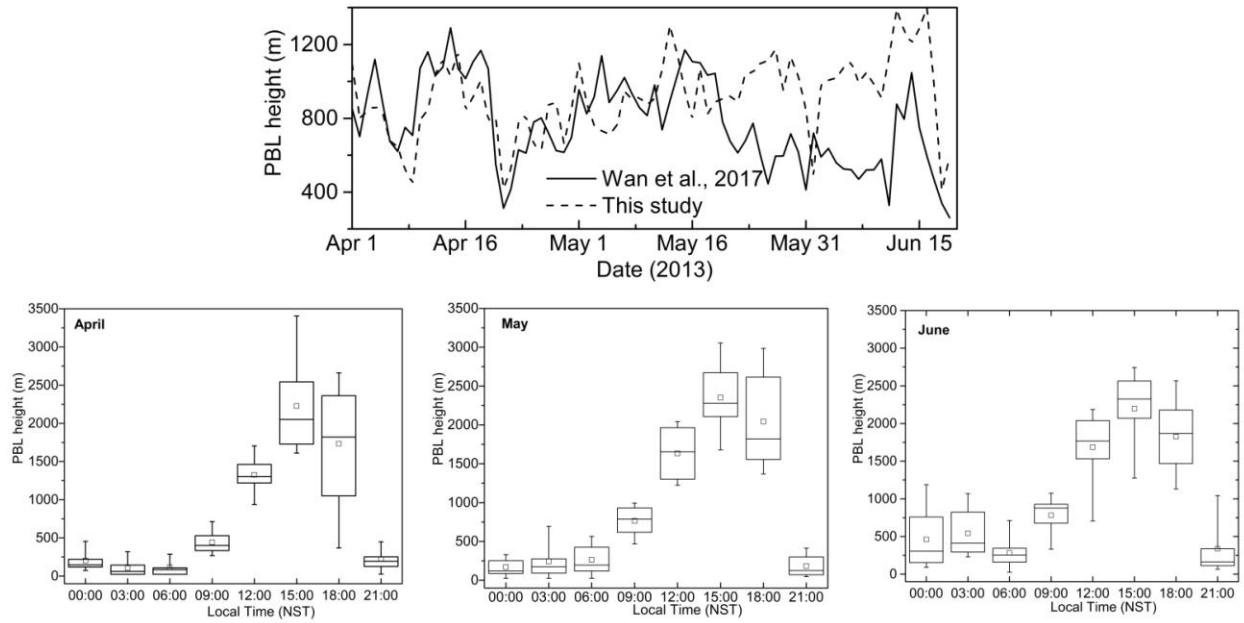 PBL height (m)
1200
800
400
Wan et al., 2017
This study
Apr 1 Apr 16 May 1 May 16 May 31 Jun 15
Date (2013)
April
PBL height (m)
3500
3000
2500
2000
1500
1000
500
0
00:00 03:00 06:00 09:00 12:00 15:00 18:00 21:00
Local Time (NST)
May
PBL height (m)
3500
3000
2500
2000
1500
1000
500
0
00:00 03:00 06:00 09:00 12:00 15:00 18:00 21:00
Local Time (NST)
June
PBL height (m)
3500
3000
2500
2000
1500
1000
500
0
00:00 03:00 06:00 09:00 12:00 15:00 18:00 21:00
Local Time (NST)